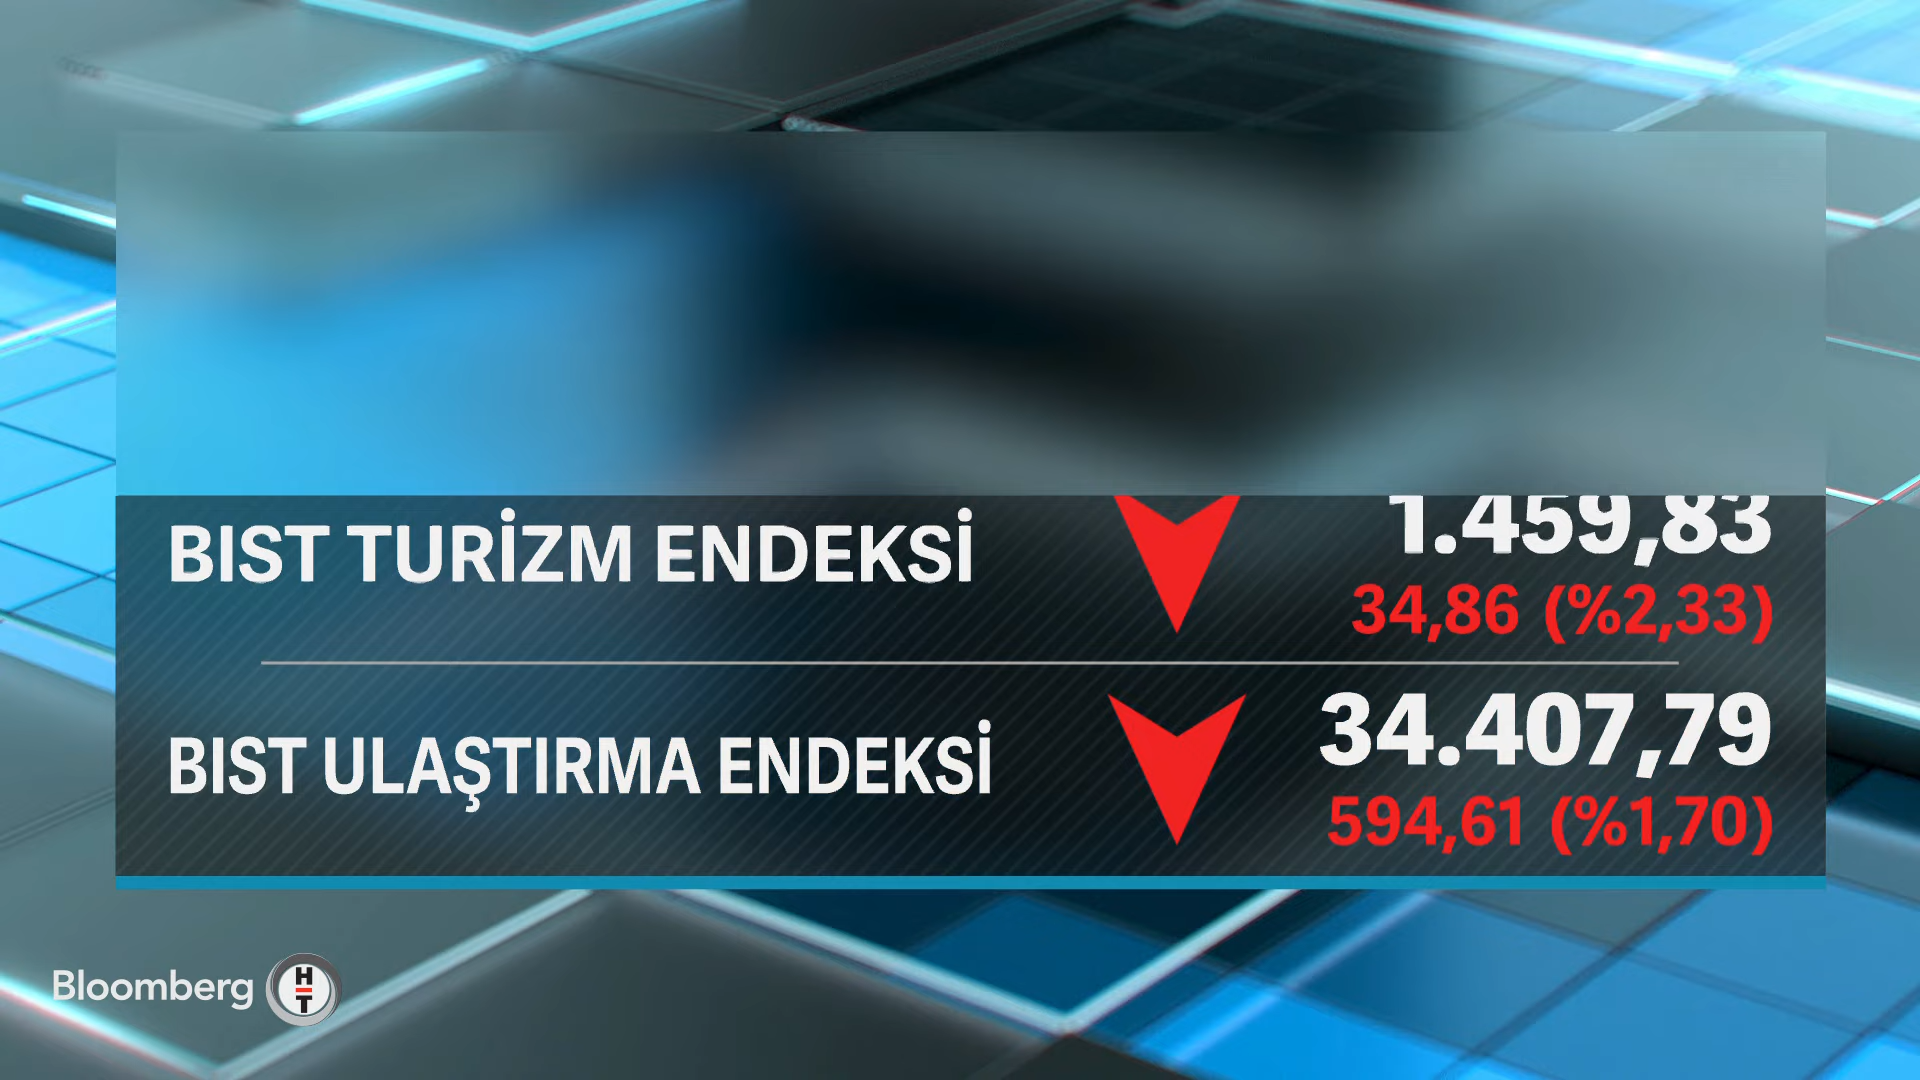 BIST TURİZM ENDEKSİ
1.459,83
34,86 (%2,33)
BIST ULAŞTIRMA ENDEKSİ
34.407,79
594,61 (%1,70)
Bloomberg HT